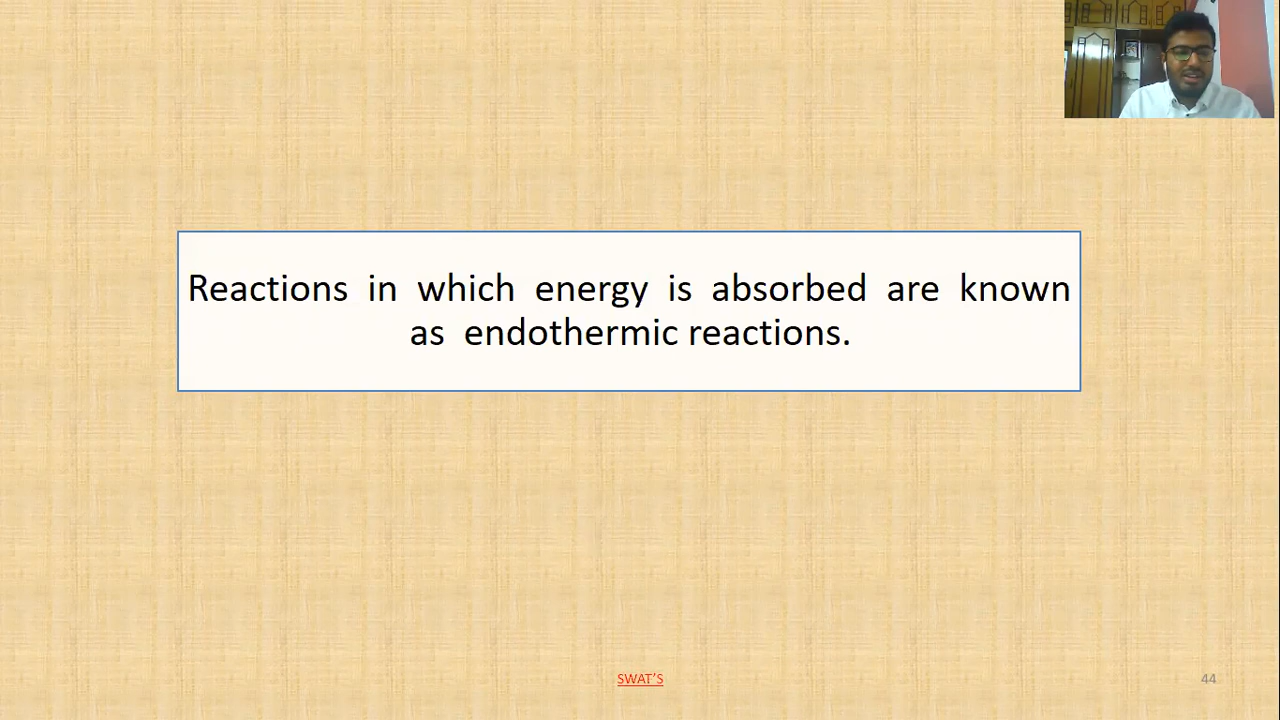 Reactions in which energy is absorbed are known
as endothermic reactions.
SWAT'S
44